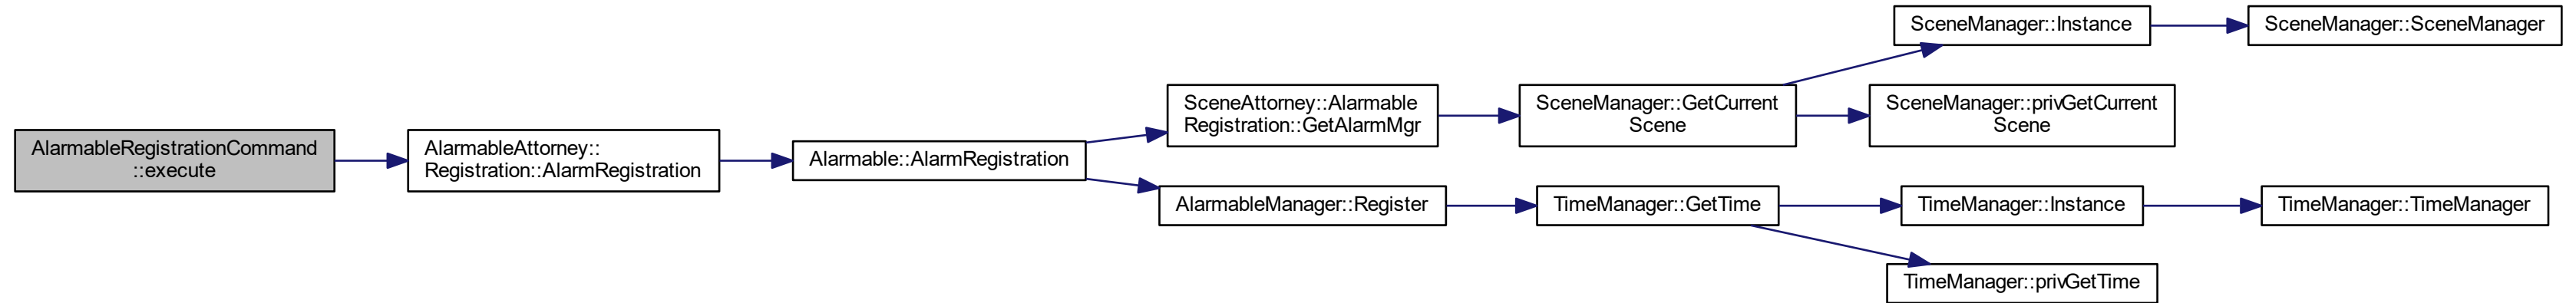 AlarmableRegistrationCommand
::execute
AlarmableAttorney::
Registration::AlarmRegistration
Alarmable::AlarmRegistration
SceneAttorney::Alarmable
Registration::GetAlarmMgr
SceneManager::GetCurrent
Scene
SceneManager::Instance
SceneManager::SceneManager
SceneManager::privGetCurrent
Scene
AlarmableManager::Register
TimeManager::GetTime
TimeManager::Instance
TimeManager::TimeManager
TimeManager::privGetTime